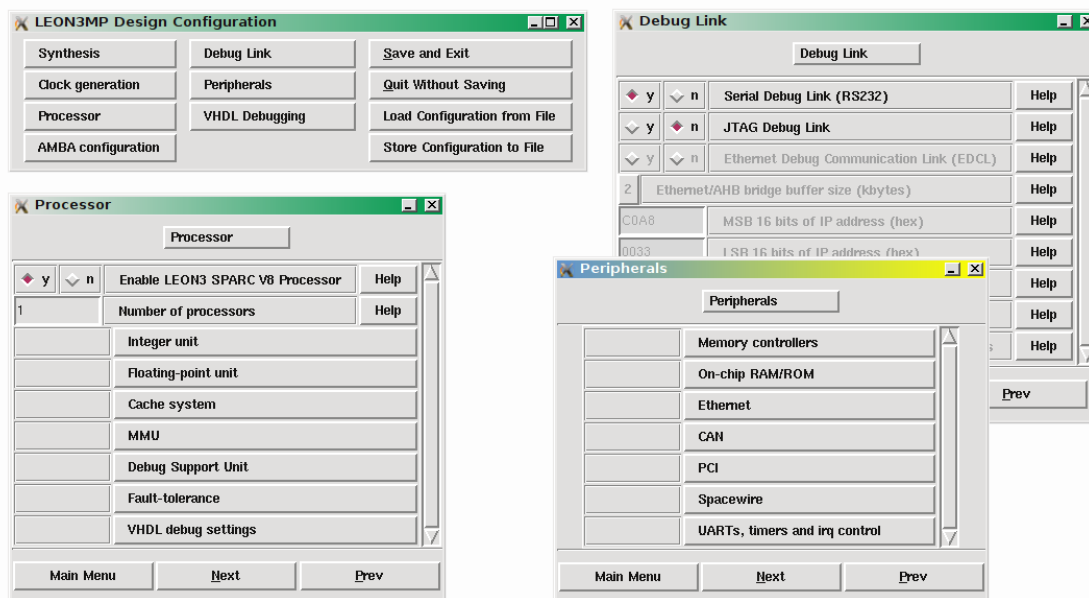 LEON3MP Design Configuration
Synthesis Debug Link Save and Exit
Clock generation Peripherals Quit Without Saving
Processor VHDL Debugging Load Configuration from File
AMBA configuration Store Configuration to File
Debug Link
Debug Link
y n Serial Debug Link (RS232) Help
y n JTAG Debug Link Help
y n Ethernet Debug Communication Link (EDCL) Help
2 Ethernet/AHB bridge buffer size (kbytes) Help
C0A8 MSB 16 bits of IP address (hex) Help
0033 LSB 16 bits of IP address (hex) Help
Help
Help
s Help
Prev
Processor
Processor
y n Enable LEON3 SPARC V8 Processor Help
1 Number of processors Help
Integer unit
Floating-point unit
Cache system
MMU
Debug Support Unit
Fault-tolerance
VHDL debug settings
Main Menu Next Prev
Peripherals
Peripherals
Memory controllers
On-chip RAM/ROM
Ethernet
CAN
PCI
Spacewire
UARTs, timers and irq control
Main Menu Next Prev